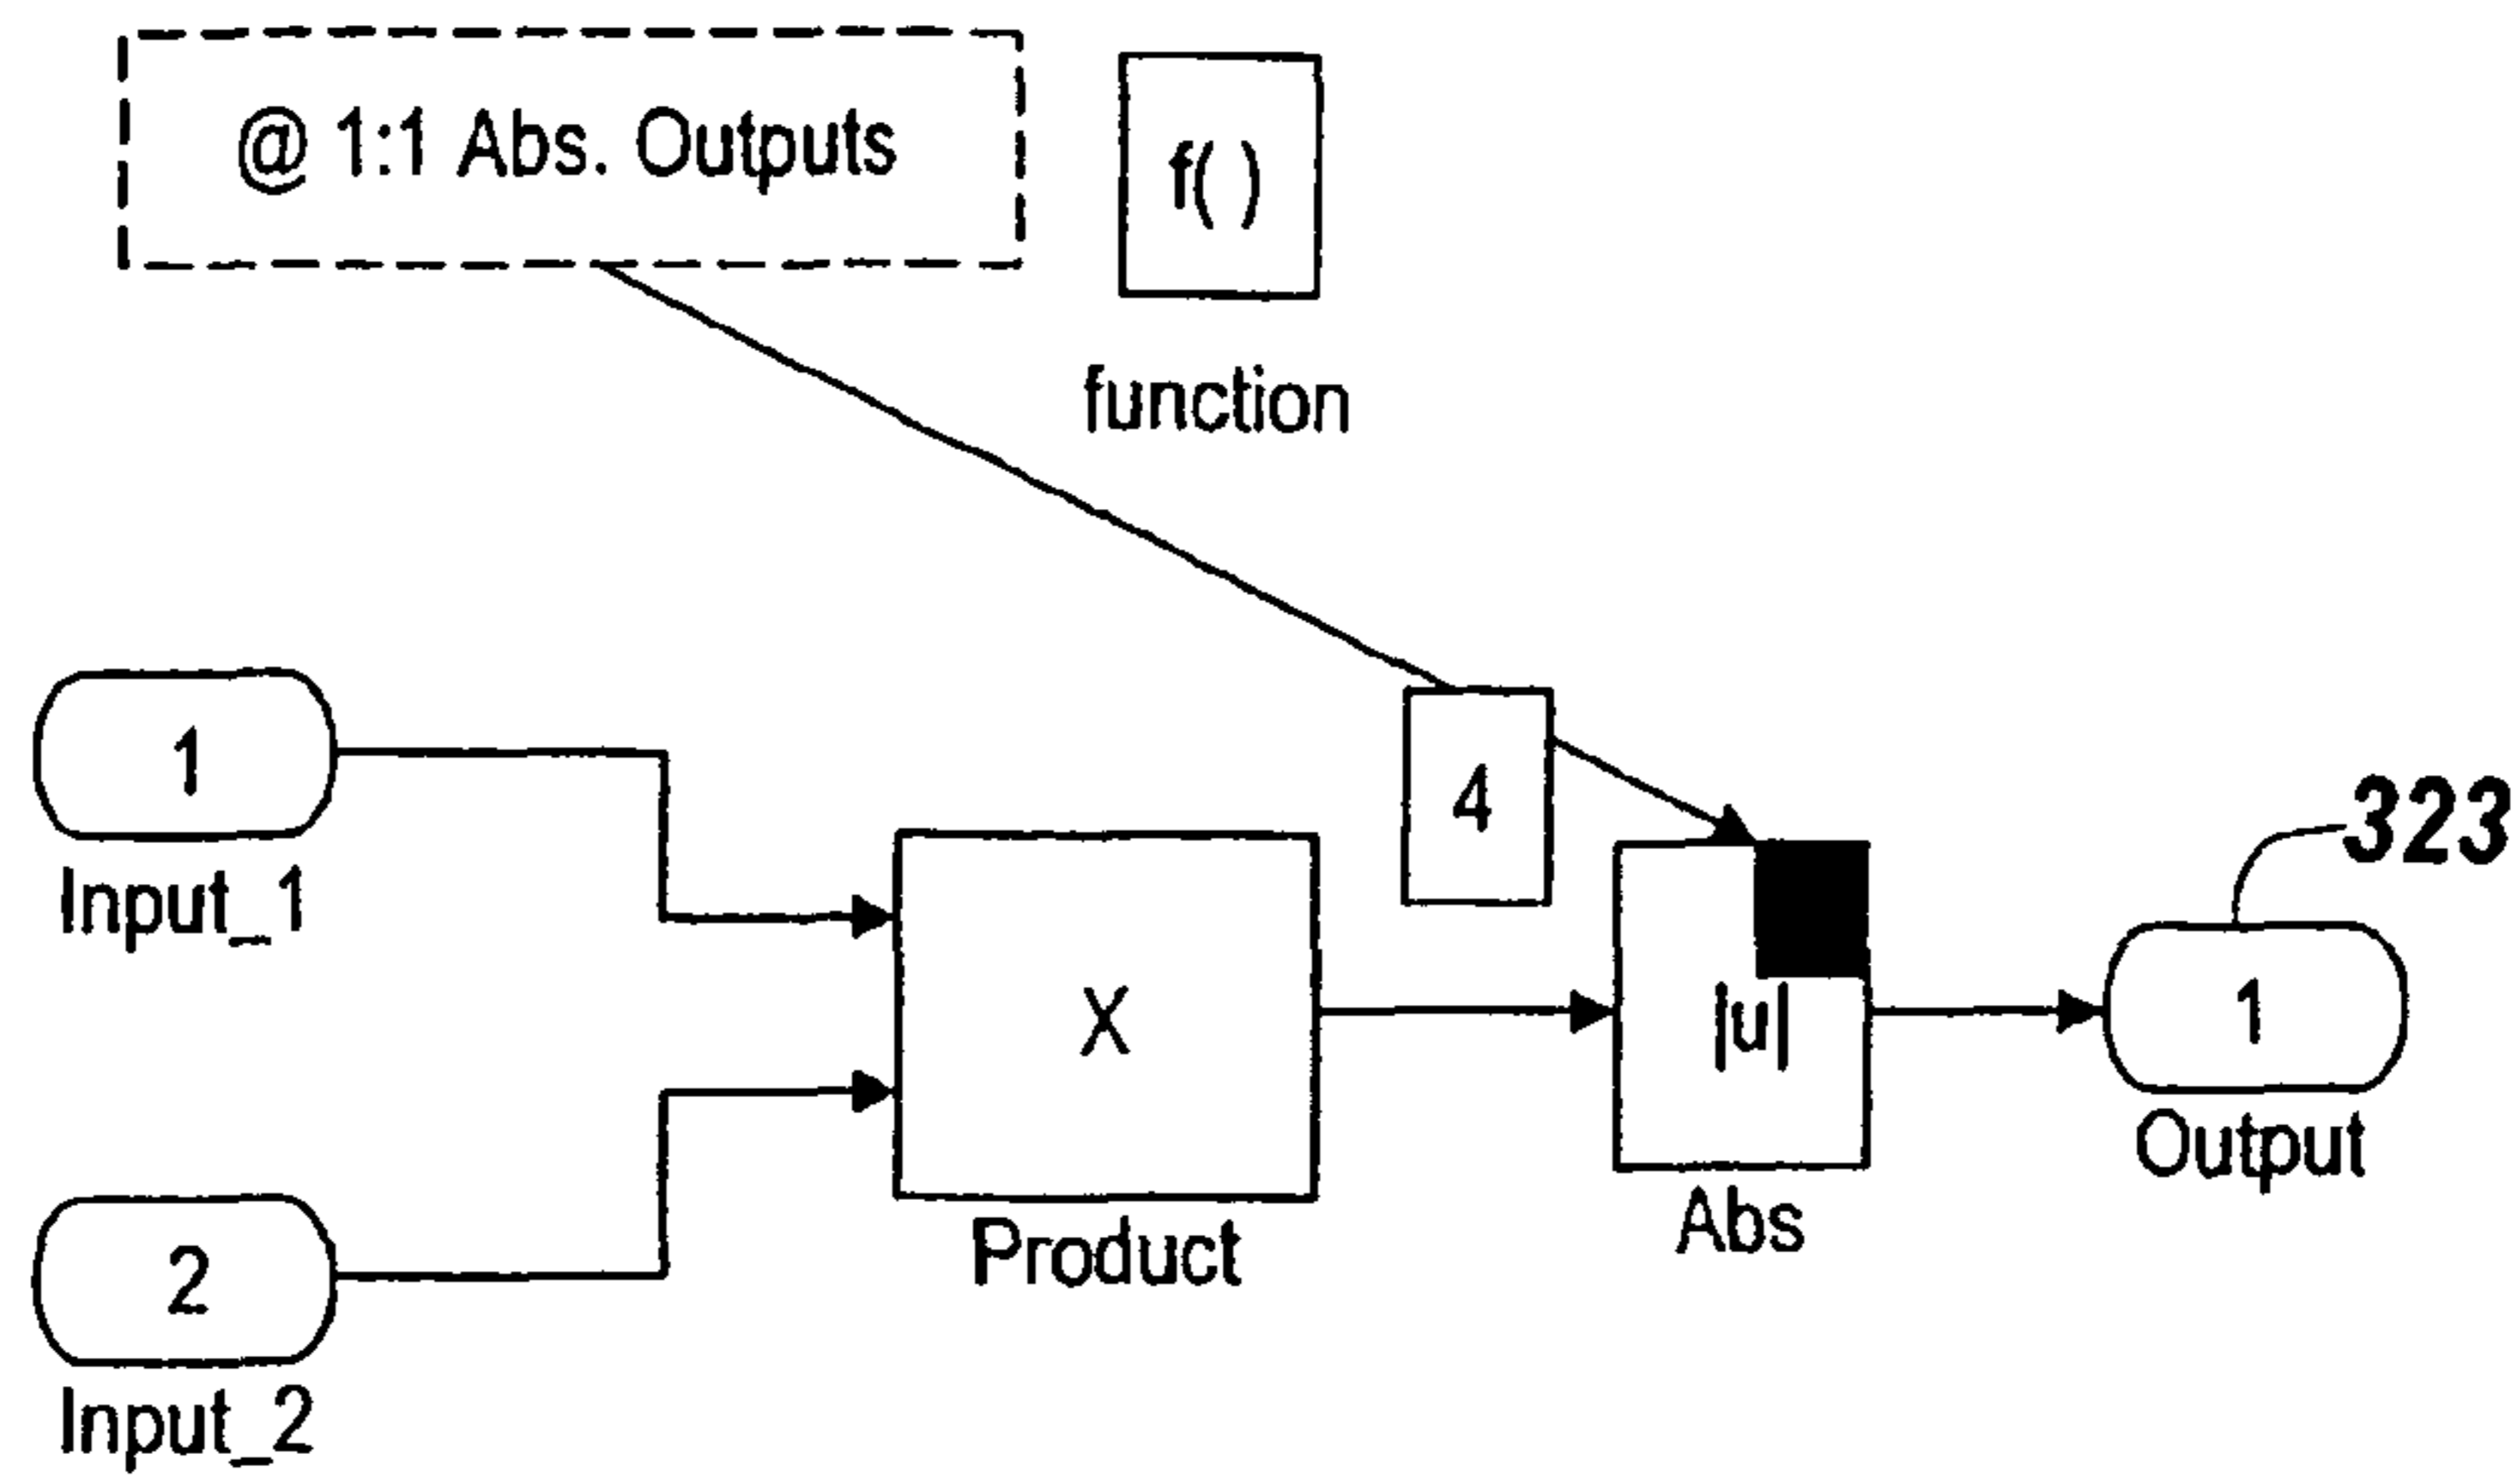 @ 1:1 Abs. Outputs
f( )
function
1
Input_1
4
323
X
Product
|u|
Abs
1
Output
2
Input_2